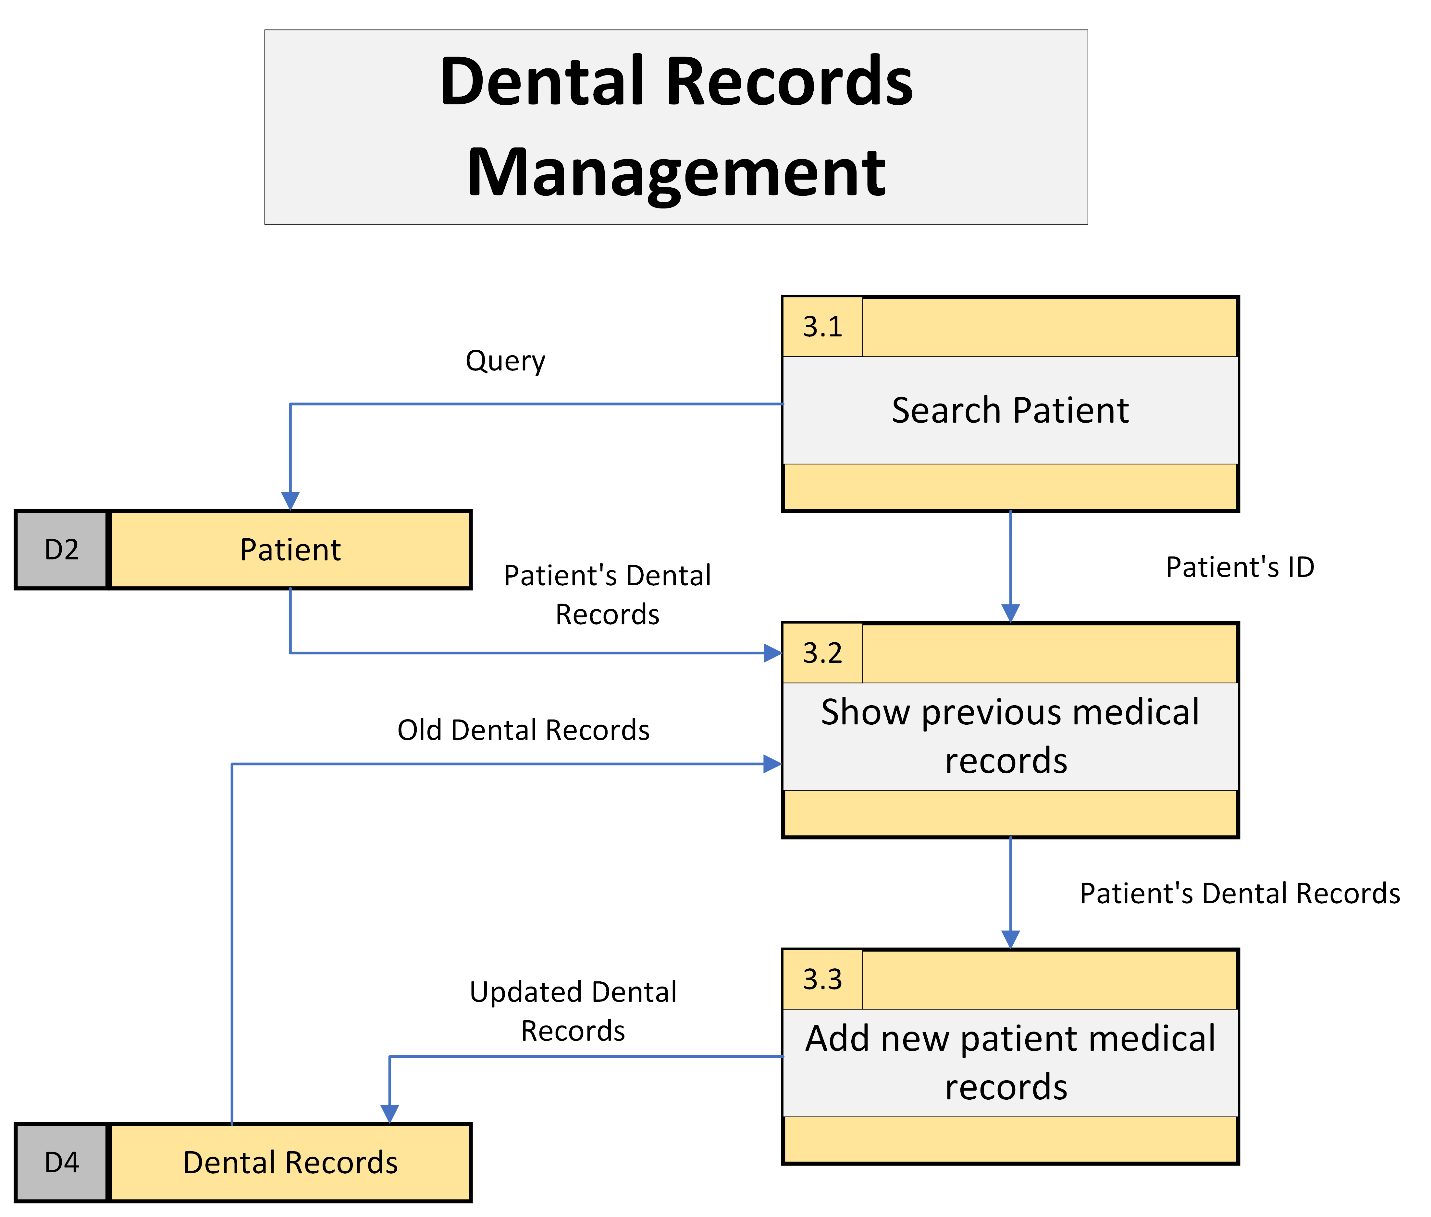 Dental Records
Management
3.1
Query
Search Patient
D2
Patient
Patient's Dental
Records
Patient's ID
3.2
Show previous medical
records
Old Dental Records
Patient's Dental Records
3.3
Updated Dental
Records
Add new patient medical
records
D4
Dental Records